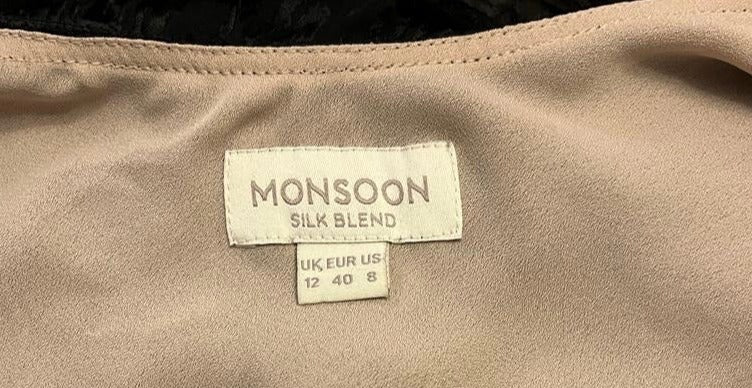 MONSOON
SILK BLEND
UK EUR US
12 40 8